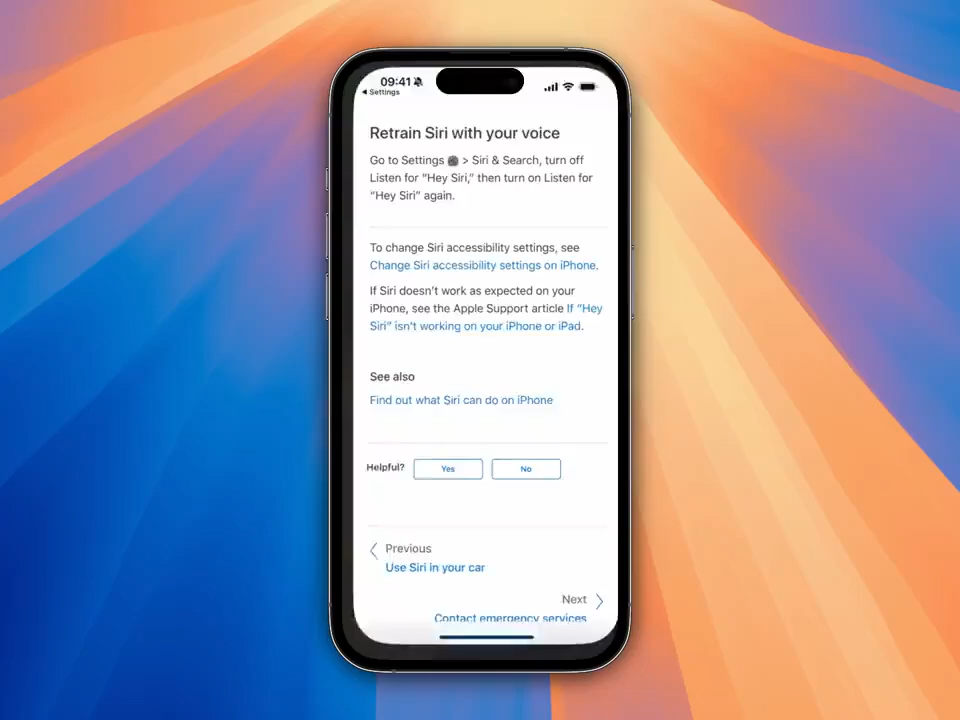 09:41
◀ Settings
Retrain Siri with your voice
Go to Settings > Siri & Search, turn off
Listen for “Hey Siri,” then turn on Listen for
“Hey Siri” again.
To change Siri accessibility settings, see
Change Siri accessibility settings on iPhone.
If Siri doesn’t work as expected on your
iPhone, see the Apple Support article If “Hey
Siri” isn’t working on your iPhone or iPad.
See also
Find out what Siri can do on iPhone
Helpful?
Yes
No
Previous
Use Siri in your car
Next
Contact emergency services